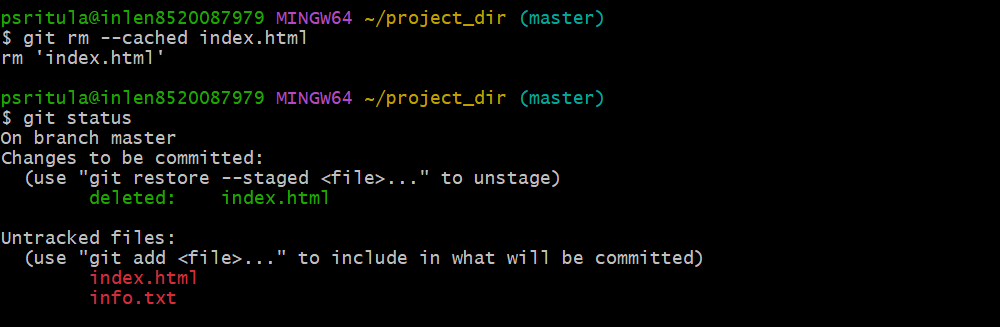 psritula@inlen8520087979 MINGW64 ~/project_dir (master)
$ git rm --cached index.html
rm 'index.html'
psritula@inlen8520087979 MINGW64 ~/project_dir (master)
$ git status
On branch master
Changes to be committed:
  (use "git restore --staged <file>..." to unstage)
        deleted:    index.html
Untracked files:
  (use "git add <file>..." to include in what will be committed)
        index.html
        info.txt